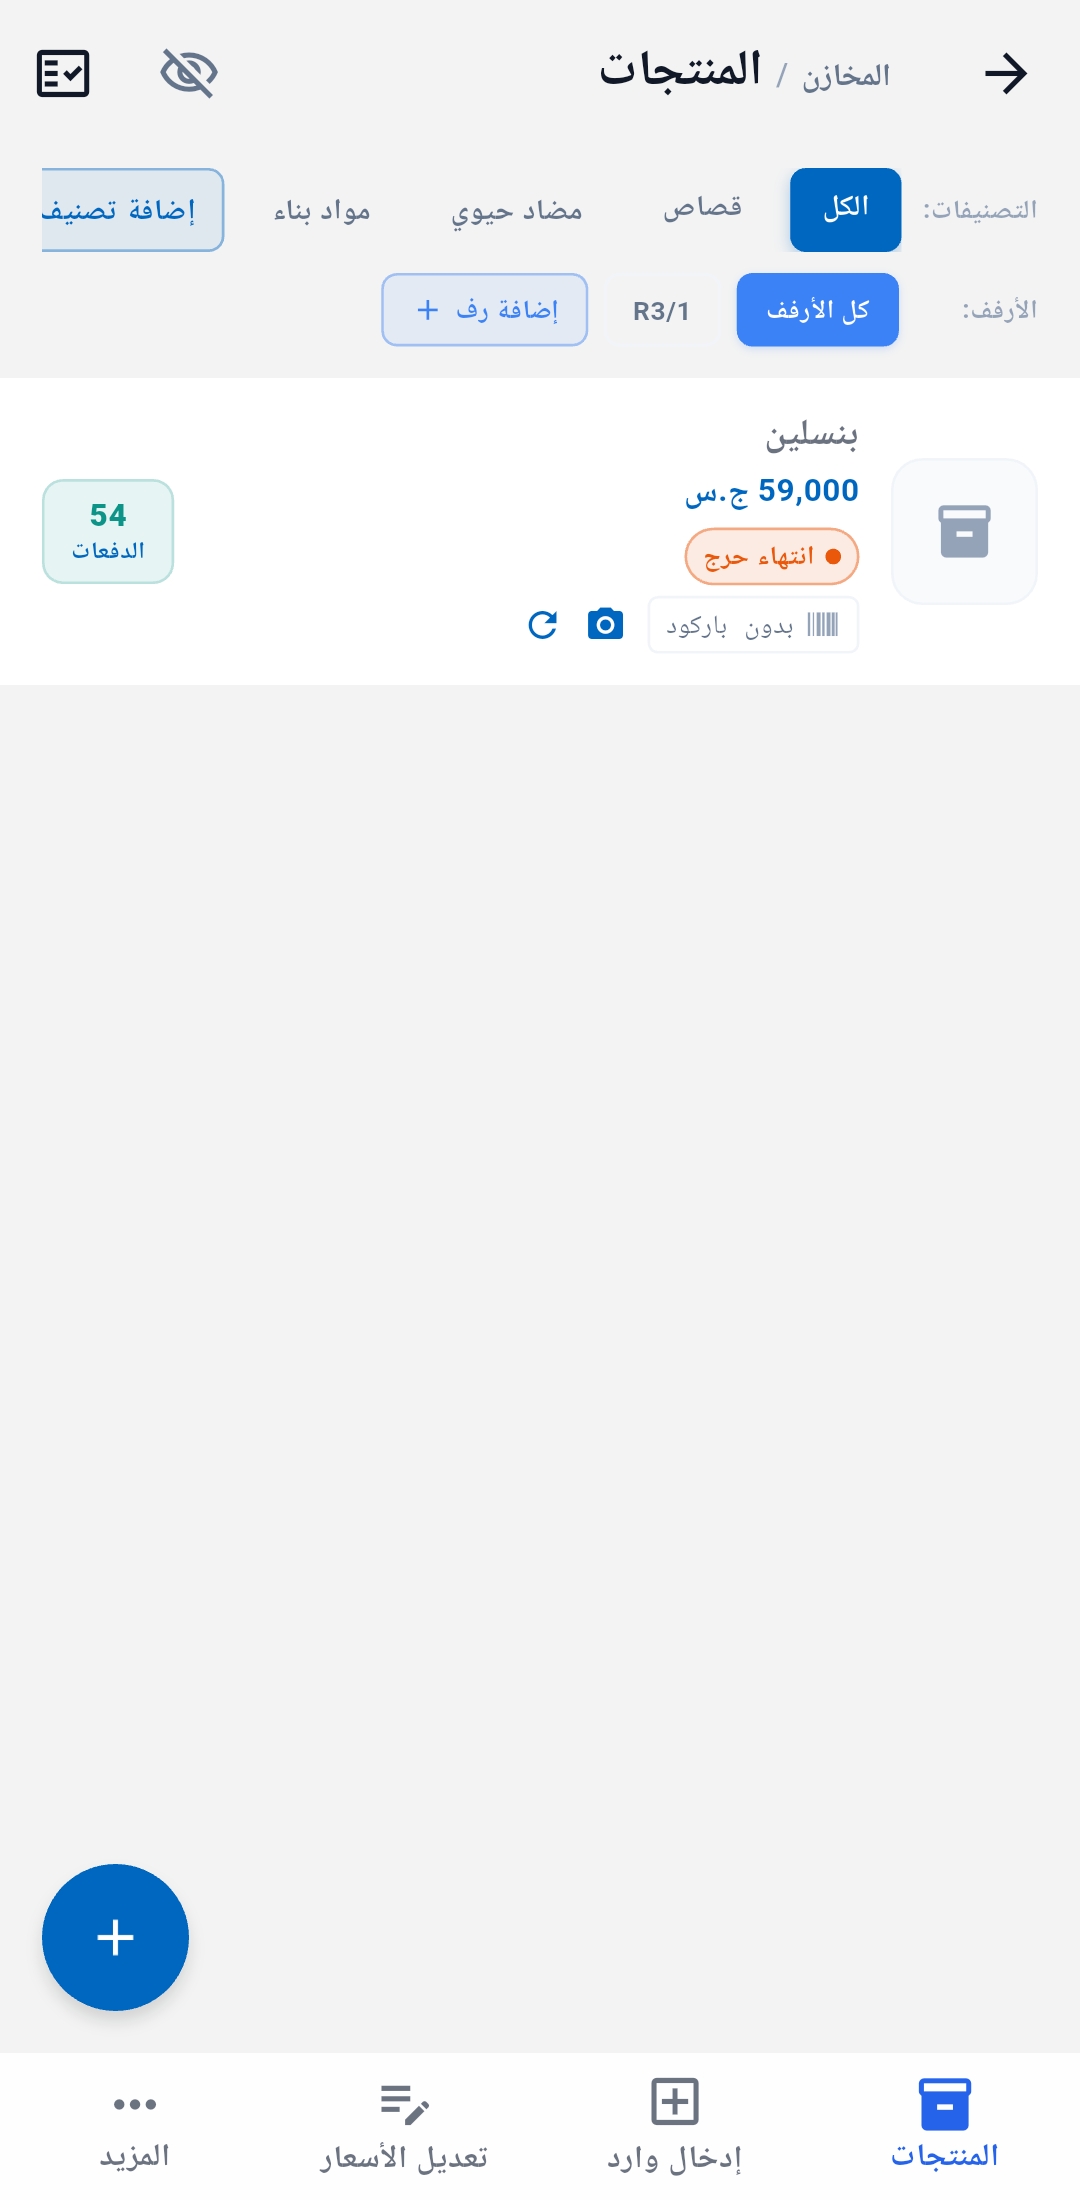 المخازن / المنتجات
التصنيفات: الكل قصاص مضاد حيوي مواد بناء إضافة تصنيف
الأرفف: كل الأرفف R3/1 إضافة رف +
بنسلين
59,000 ج.س
انتهاء حرج
بدون باركود
54
الدفعات
+
المنتجات إدخال وارد تعديل الأسعار المزيد